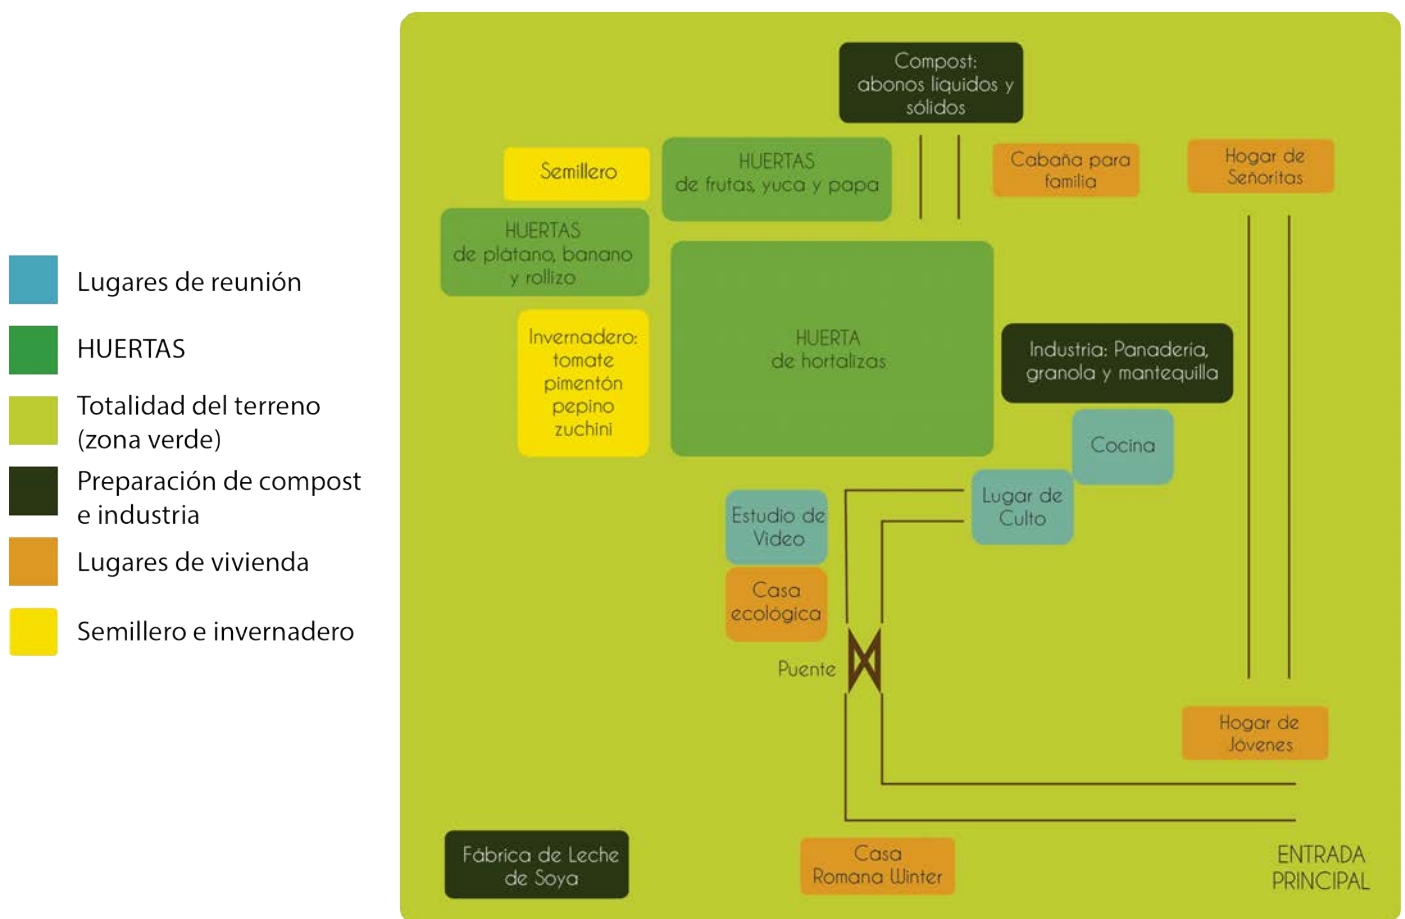 Lugares de reunión
HUERTAS
Totalidad del terreno
(zona verde)
Preparación de compost
e industria
Lugares de vivienda
Semillero e invernadero
Compost:
abonos líquidos y
sólidos
Semillero
HUERTAS
de frutas, yuca y papa
Cabaña para
familia
Hogar de
Señoritas
HUERTAS
de plátano, banano
y rollizo
Invernadero:
tomate
pimentón
pepino
zuchini
HUERTA
de hortalizas
Industria: Panadería,
granola y mantequilla
Cocina
Lugar de
Culto
Estudio de
Video
Casa
ecológica
Puente
Hogar de
Jóvenes
Fábrica de Leche
de Soya
Casa
Romana Winter
ENTRADA
PRINCIPAL